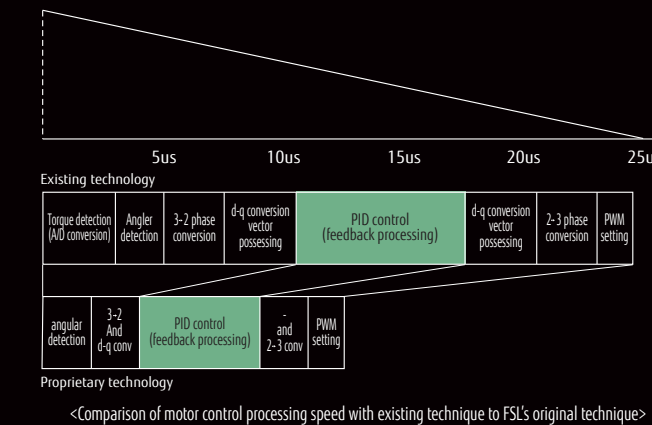 5us 10us 15us 20us 25u
Existing technology
Torque detection
(A/D conversion)
Angler
detection
3-2 phase
conversion
d-q conversion
vector
possessing
PID control
(feedback processing)
d-q conversion
vector
possessing
2-3 phase
conversion
PWM
setting
angular
detection
3-2
And
d-q conv
PID control
(feedback processing)
-
and
2-3 conv
PWM
setting
Proprietary technology
<Comparison of motor control processing speed with existing technique to FSL's original technique>